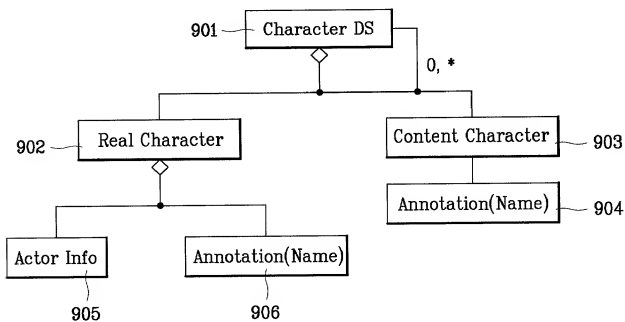 901
Character DS
0, *
902
Real Character
Content Character
903
Annotation(Name)
904
Actor Info
Annotation(Name)
905
906